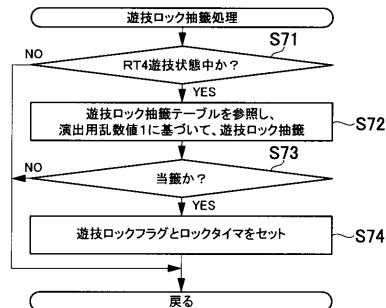 遊技ロック抽籤処理
S71
NO
RT4遊技状態中か？
YES
遊技ロック抽籤テーブルを参照し、
演出用乱数値1に基づいて、遊技ロック抽籤
S72
S73
NO
当籤か？
YES
遊技ロックフラグとロックタイマをセット
S74
戻る